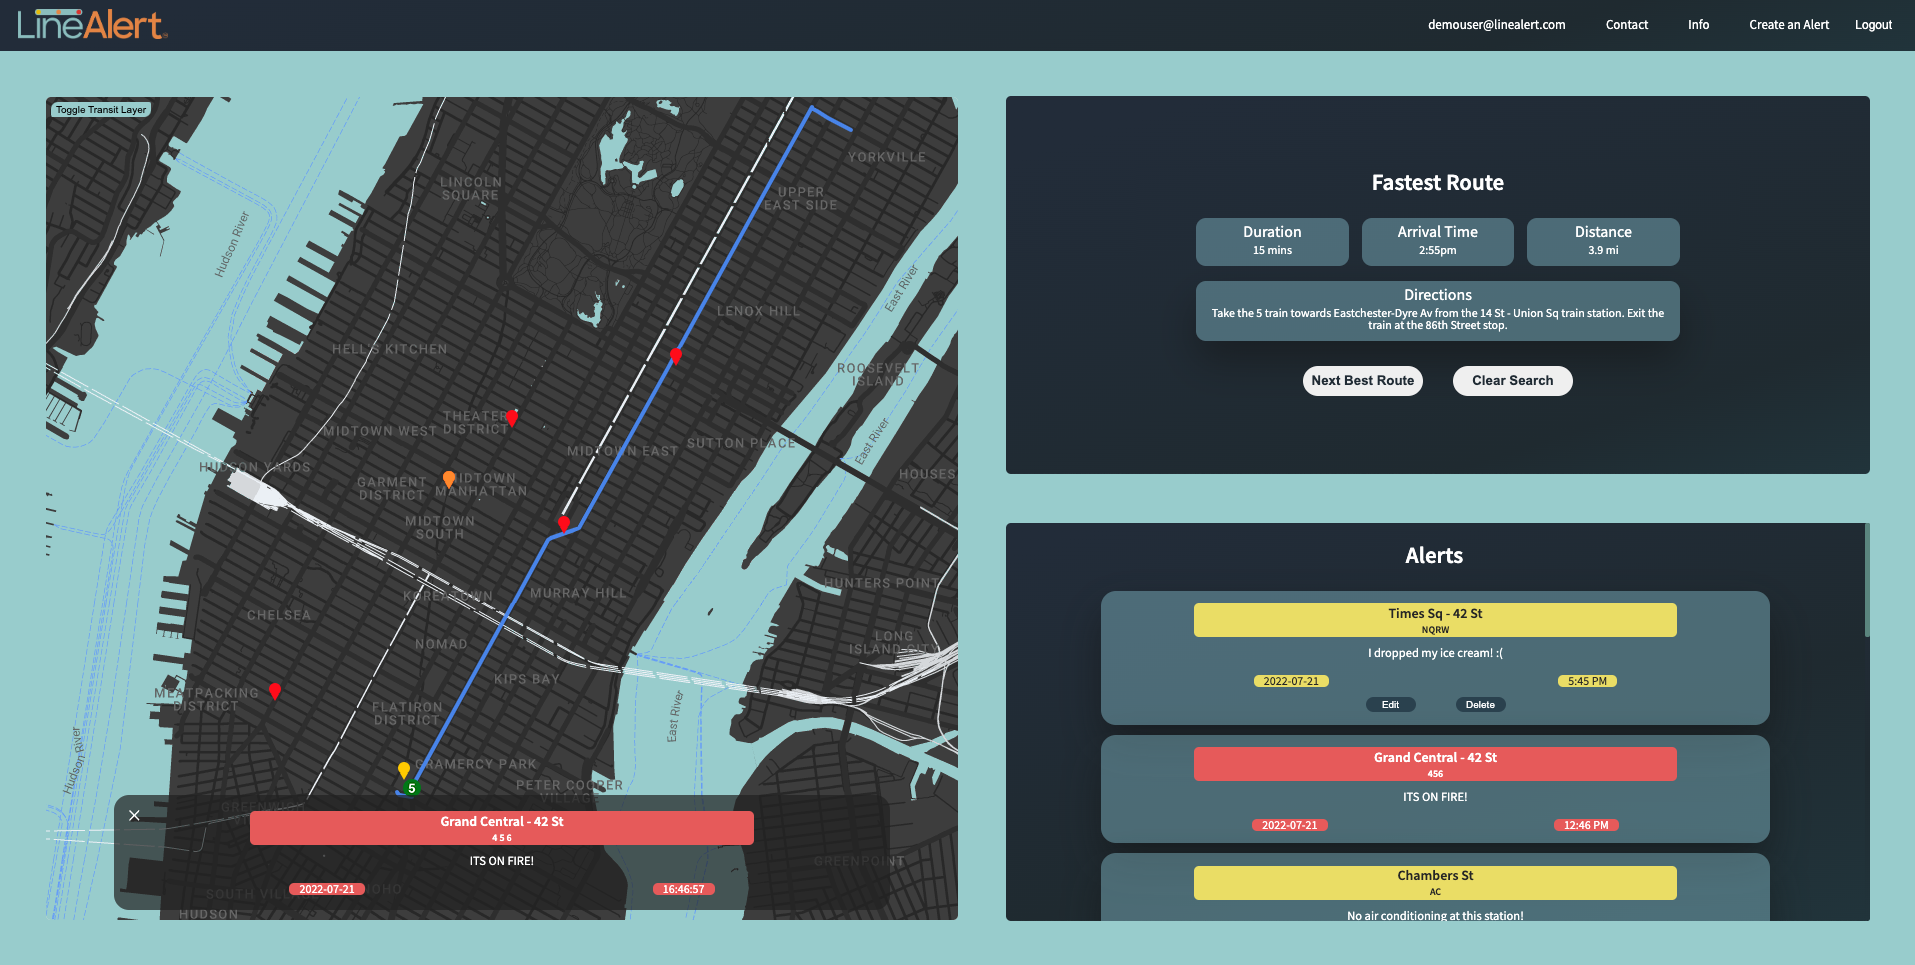 LineAlert
demouser@linealert.com
Contact
Info
Create an Alert
Logout
Toggle Transit Layer
YORKVILLE
LINCOLN
SQUARE
UPPER
EAST SIDE
Hudson River
East River
LENOX HILL
HELL'S KITCHEN
ROOSEVELT
ISLAND
THEATER
DISTRICT
MIDTOWN WEST
MIDTOWN EAST
SUTTON PLACE
East River
HUDSON YARDS
HOUSES
GARMENT
DISTRICT
MIDTOWN
MANHATTAN
MIDTOWN
SOUTH
HUNTERS POINT
KOREATOWN
MURRAY HILL
CHELSEA
NOMAD
LONG
ISLAND CITY
KIPS BAY
MEATPACKING
DISTRICT
FLATIRON
DISTRICT
East River
Hudson River
GRAMERCY PARK
5
PETER COOPER
VILLAGE
GREENWICH
Grand Central - 42 St
4 5 6
ITS ON FIRE!
GREENPOINT
2022-07-21
16:46:57
HUDSON
Fastest Route
Duration
15 mins
Arrival Time
2:55pm
Distance
3.9 mi
Directions
Take the 5 train towards Eastchester-Dyre Av from the 14 St - Union Sq train station. Exit the
train at the 86th Street stop.
Next Best Route
Clear Search
Alerts
Times Sq - 42 St
NQRW
I dropped my ice cream! :(
2022-07-21
5:45 PM
Edit
Delete
Grand Central - 42 St
456
ITS ON FIRE!
2022-07-21
12:46 PM
Chambers St
AC
No air conditioning at this station!